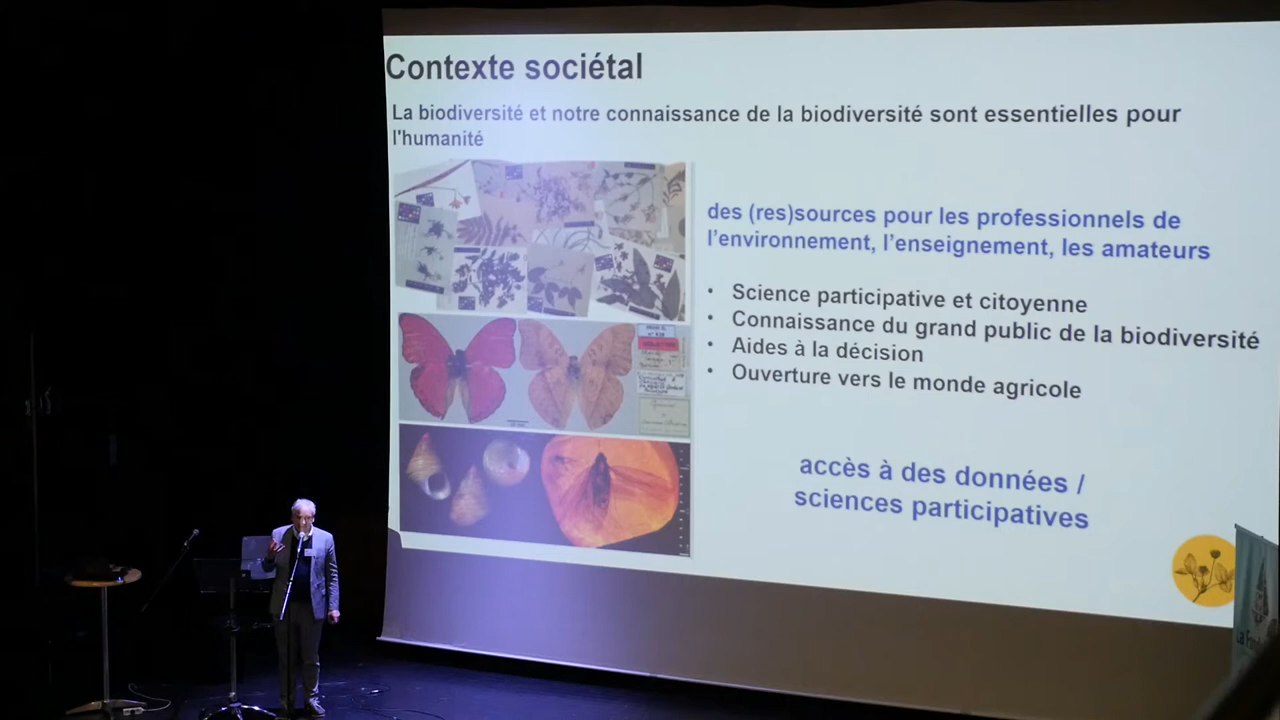 Contexte sociétal
La biodiversité et notre connaissance de la biodiversité sont essentielles pour
l'humanité
des (res)sources pour les professionnels de
l'environnement, l'enseignement, les amateurs
• Science participative et citoyenne
• Connaissance du grand public de la biodiversité
• Aides à la décision
• Ouverture vers le monde agricole
accès à des données /
sciences participatives